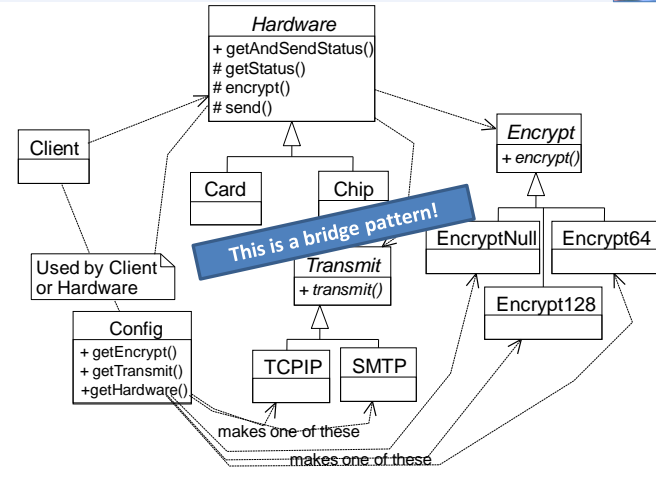 Hardware
+ getAndSendStatus()
# getStatus()
# encrypt()
# send()
Encrypt
+ encrypt()
Client
Card
Chip
This is a bridge pattern!
EncryptNull
Encrypt64
Used by Client
or Hardware
Transmit
+ transmit()
Encrypt128
Config
+ getEncrypt()
+ getTransmit()
+getHardware()
TCPIP
SMTP
makes one of these
makes one of these